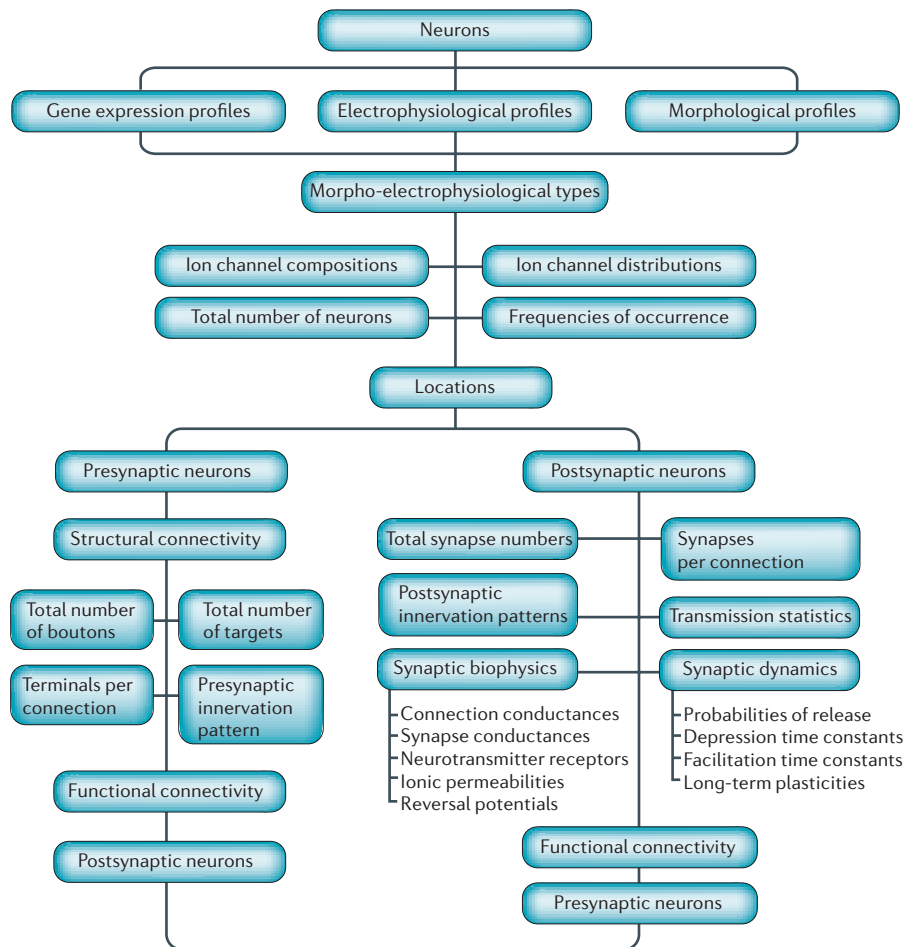 Neurons
Gene expression profiles
Electrophysiological profiles
Morphological profiles
Morpho-electrophysiological types
Ion channel compositions
Ion channel distributions
Total number of neurons
Frequencies of occurrence
Locations
Presynaptic neurons
Structural connectivity
Total number
of boutons
Total number
of targets
Terminals per
connection
Presynaptic
innervation
pattern
Functional connectivity
Postsynaptic neurons
Postsynaptic neurons
Total synapse numbers
Synapses
per connection
Postsynaptic
innervation patterns
Transmission statistics
Synaptic biophysics
Connection conductances
Synapse conductances
Neurotransmitter receptors
Ionic permeabilities
Reversal potentials
Synaptic dynamics
Probabilities of release
Depression time constants
Facilitation time constants
Long-term plasticities
Functional connectivity
Presynaptic neurons